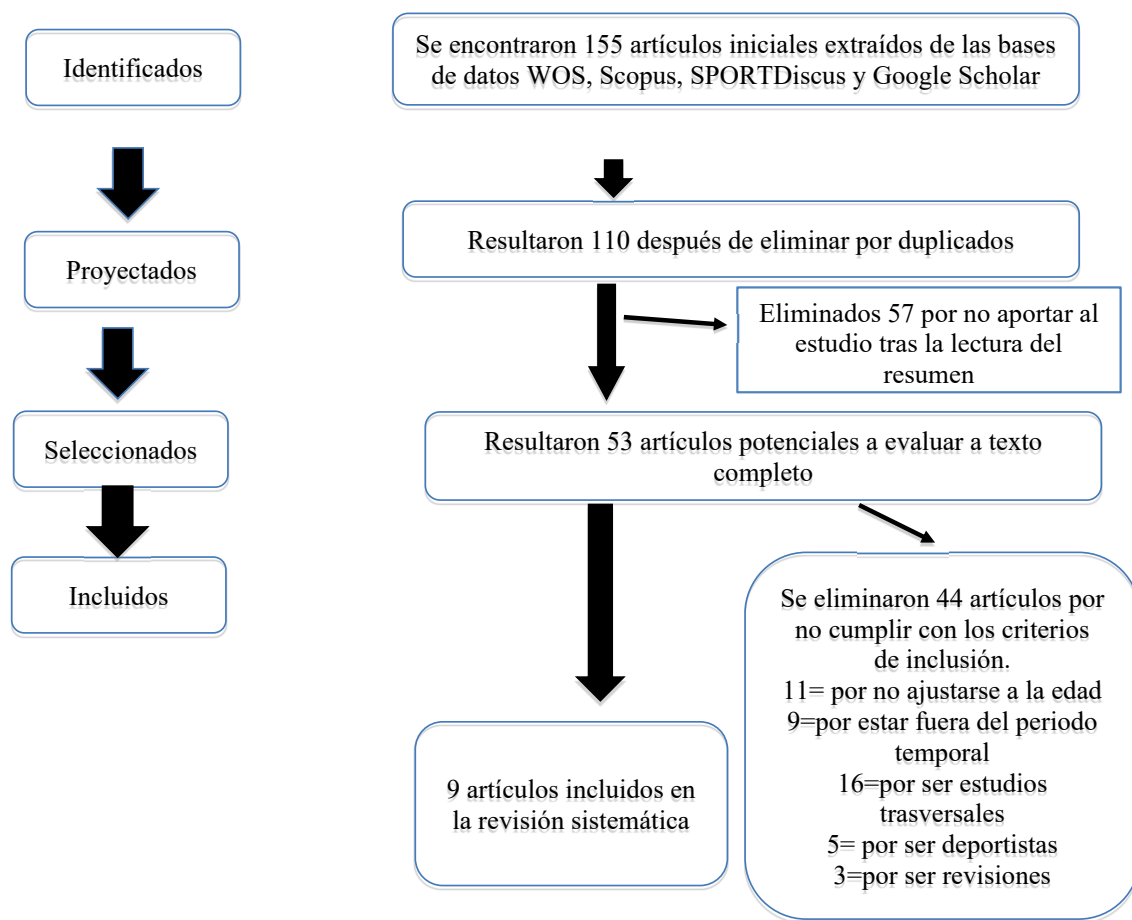 Identificados
Se encontraron 155 artículos iniciales extraídos de las bases
de datos WOS, Scopus, SPORTDiscus y Google Scholar
Proyectados
Resultaron 110 después de eliminar por duplicados
Eliminados 57 por no aportar al
estudio tras la lectura del
resumen
Seleccionados
Resultaron 53 artículos potenciales a evaluar a texto
completo
Incluidos
9 artículos incluidos en
la revisión sistemática
Se eliminaron 44 artículos por
no cumplir con los criterios
de inclusión.
11= por no ajustarse a la edad
9=por estar fuera del periodo
temporal
16=por ser estudios
trasversales
5= por ser deportistas
3=por ser revisiones